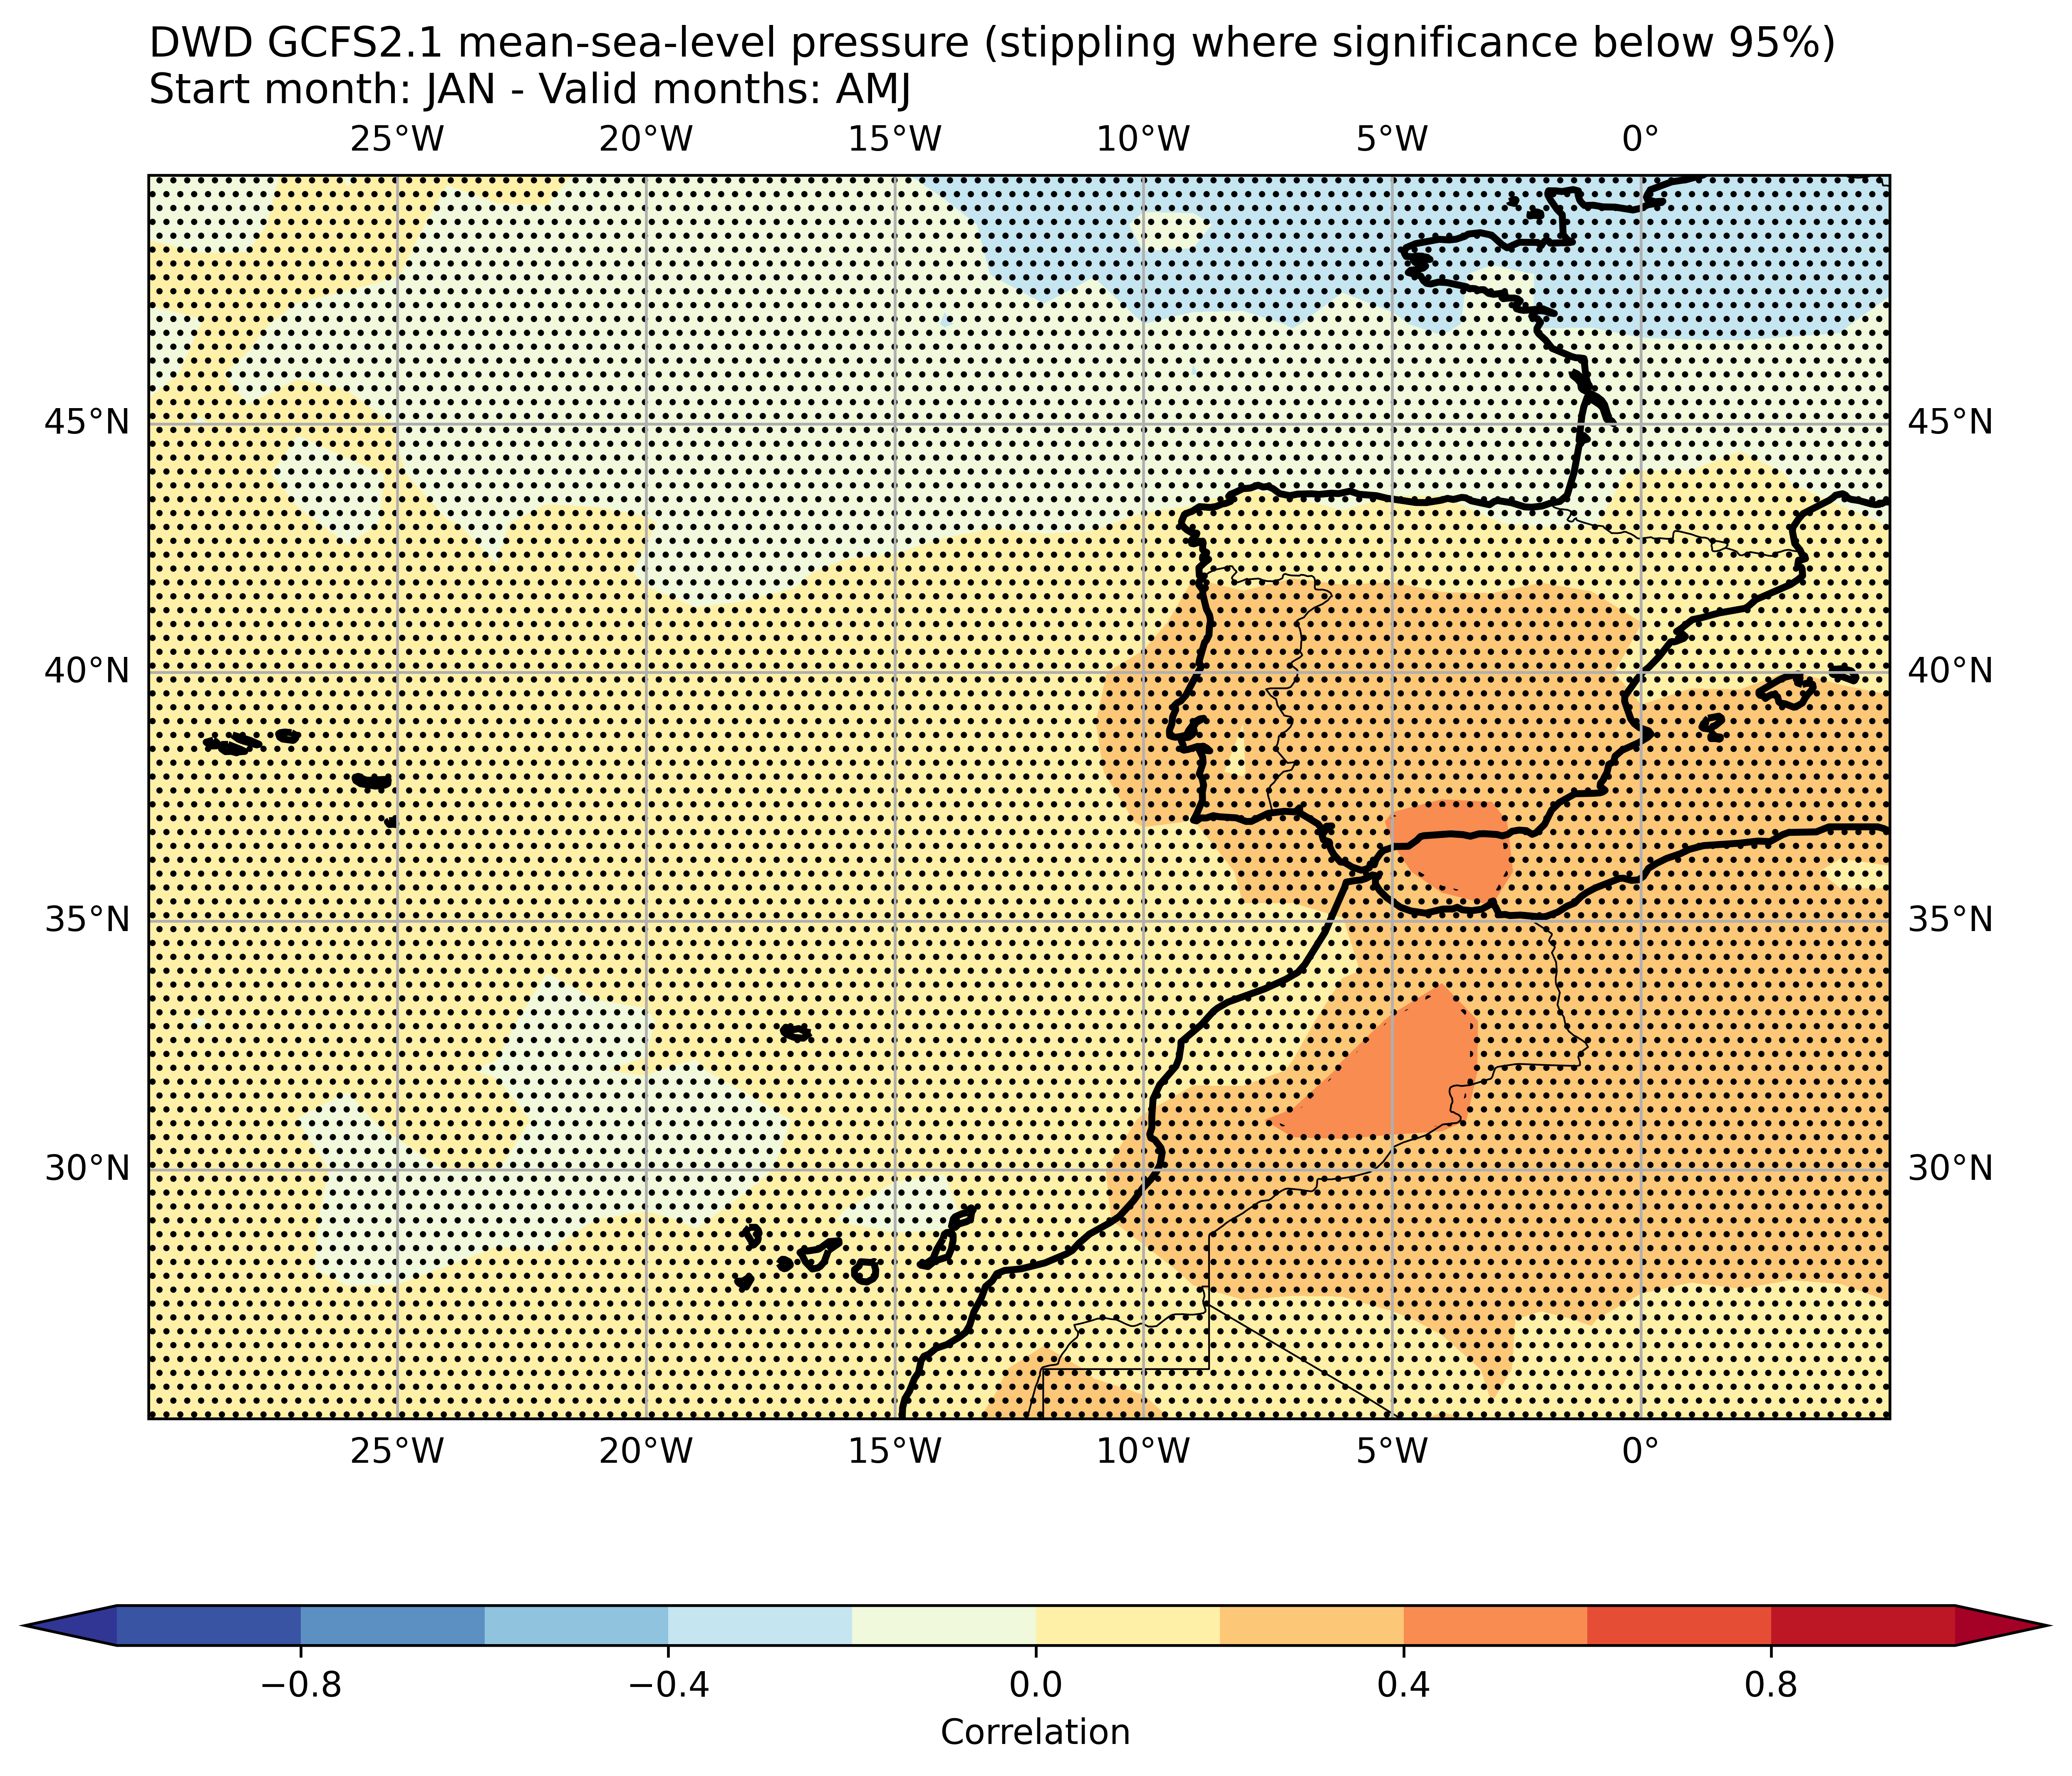 DWD GCFS2.1 mean-sea-level pressure (stippling where significance below 95%)
Start month: JAN - Valid months: AMJ
25°W 20°W 15°W 10°W 5°W 0°
45°N 45°N
40°N 40°N
35°N 35°N
30°N 30°N
25°W 20°W 15°W 10°W 5°W 0°
−0.8 −0.4 0.0 0.4 0.8
Correlation